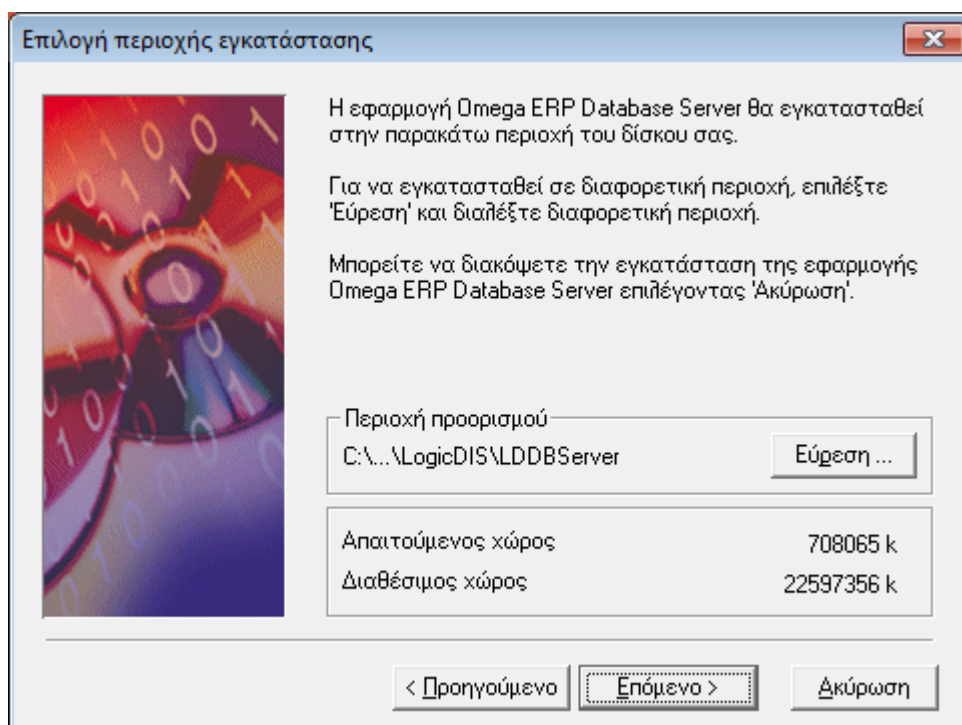 Επιλογή περιοχής εγκατάστασης
Η εφαρμογή Omega ERP Database Server θα εγκατασταθεί
στην παρακάτω περιοχή του δίσκου σας.
Για να εγκατασταθεί σε διαφορετική περιοχή, επιλέξτε
'Εύρεση' και διαλέξτε διαφορετική περιοχή.
Μπορείτε να διακόψετε την εγκατάσταση της εφαρμογής
Omega ERP Database Server επιλέγοντας 'Ακύρωση'.
Περιοχή προορισμού
C:\...\LogicDIS\LDDBServer
Εύρεση ...
Απαιτούμενος χώρος 708065 k
Διαθέσιμος χώρος 22597356 k
< Προηγούμενο
Επόμενο >
Ακύρωση